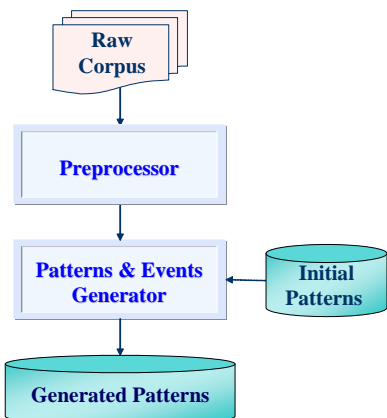 Raw
Corpus
Preprocessor
Patterns & Events
Generator
Initial
Patterns
Generated Patterns